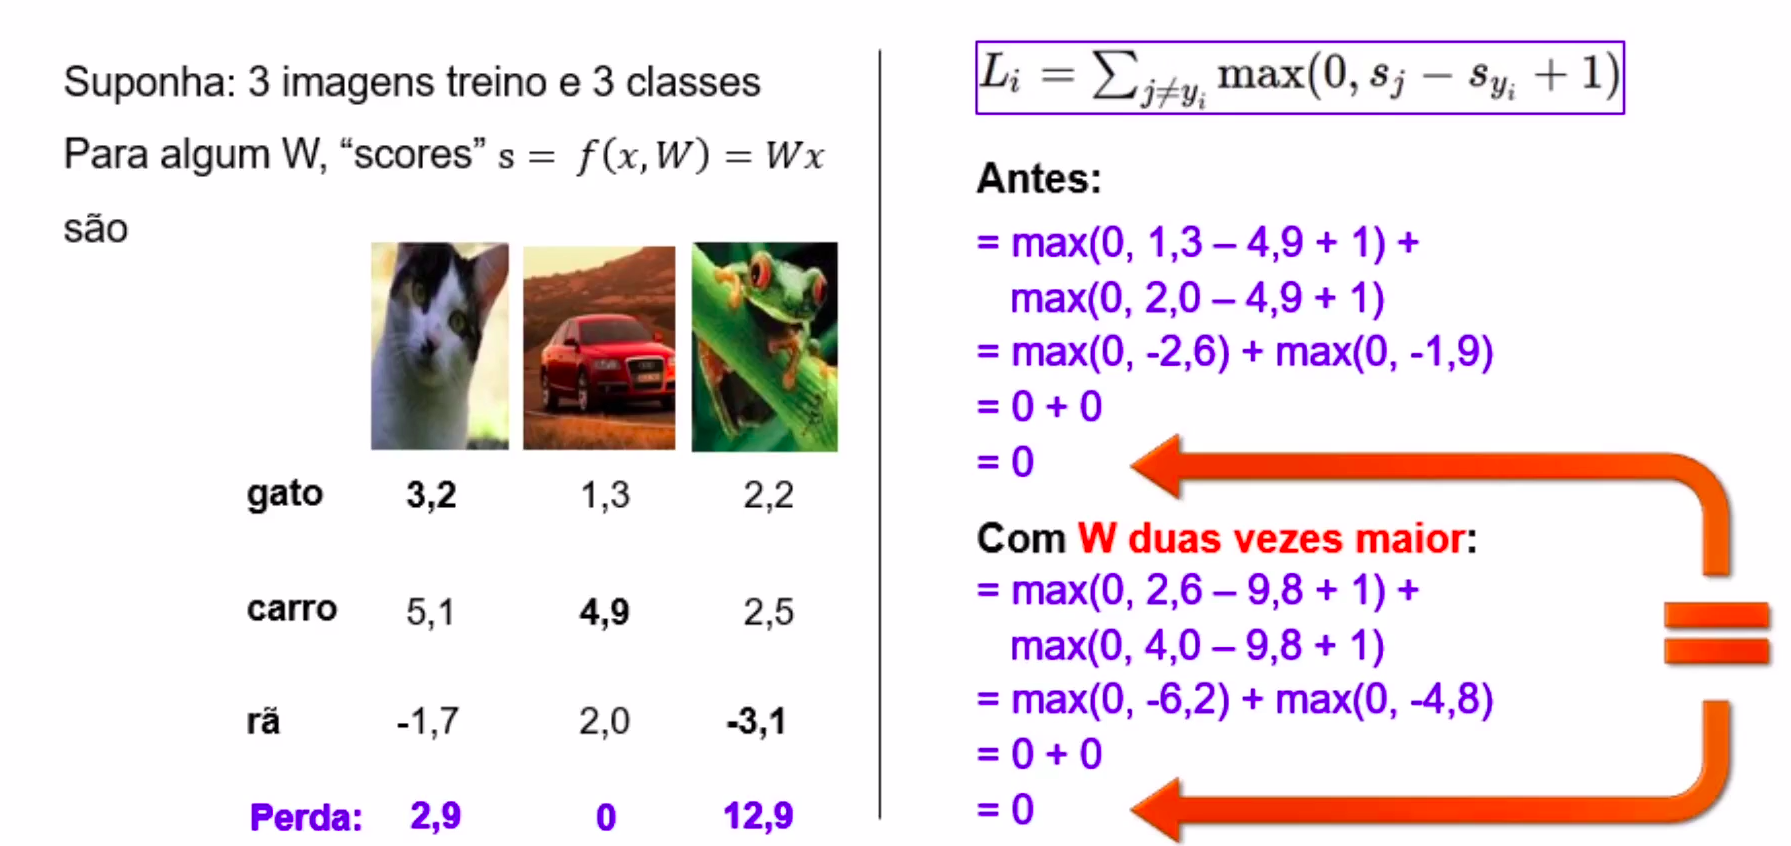 Suponha: 3 imagens treino e 3 classes
Para algum W, “scores” s = f(x, W) = Wx
são
gato 3,2 1,3 2,2
carro 5,1 4,9 2,5
rã -1,7 2,0 -3,1
Perda: 2,9 0 12,9
L_i = ∑_{j≠y_i} max(0, s_j − s_{y_i} + 1)
Antes:
= max(0, 1,3 – 4,9 + 1) +
max(0, 2,0 – 4,9 + 1)
= max(0, -2,6) + max(0, -1,9)
= 0 + 0
= 0
Com W duas vezes maior:
= max(0, 2,6 – 9,8 + 1) +
max(0, 4,0 – 9,8 + 1)
= max(0, -6,2) + max(0, -4,8)
= 0 + 0
= 0